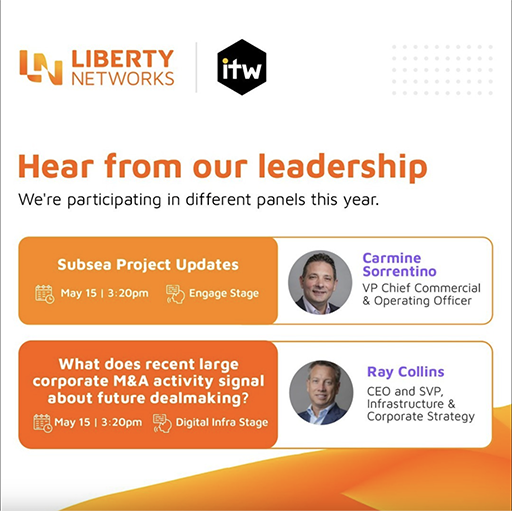 LN LIBERTY
NETWORKS
itw
Hear from our leadership
We're participating in different panels this year.
Subsea Project Updates
May 15 | 3:20pm Engage Stage
Carmine
Sorrentino
VP Chief Commercial
& Operating Officer
What does recent large
corporate M&A activity signal
about future dealmaking?
May 15 | 3:20pm Digital Infra Stage
Ray Collins
CEO and SVP,
Infrastructure &
Corporate Strategy